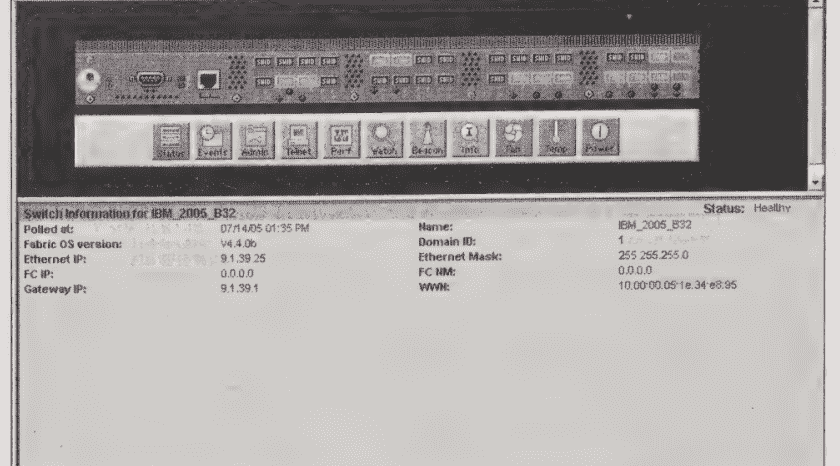 Status Events Admin Telnet Perf Watch Beacon Info Fan Temp Power
Switch Information for IBM_2005_B32 Status: Healthy
Polled at: 07/14/05 01:35 PM Name: IBM_2005_B32
Fabric OS version: v4.4.0b Domain ID: 1
Ethernet IP: 9.1.39.25 Ethernet Mask: 255.255.255.0
FC IP: 0.0.0.0 FC NM: 0.0.0.0
Gateway IP: 9.1.39.1 WWN: 10:00:00:05:1e:34:e8:95